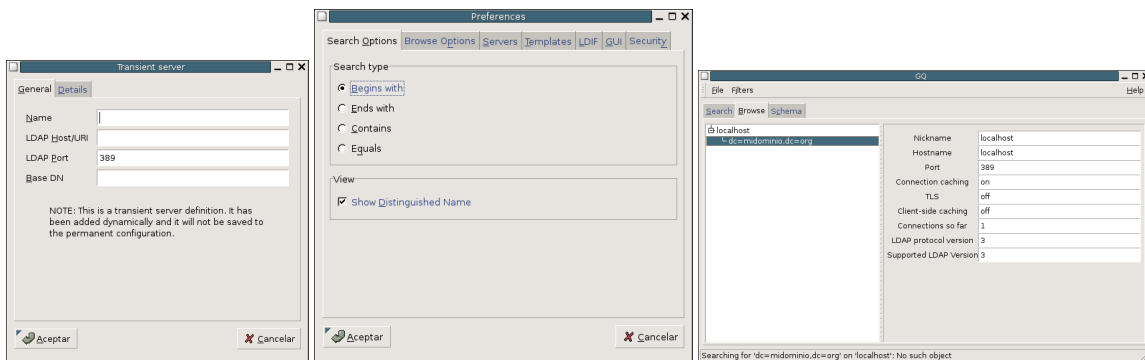 Transient server
General Details
Name
LDAP Host/URI
LDAP Port 389
Base DN
NOTE: This is a transient server definition. It has
been added dynamically and it will not be saved to
the permanent configuration.
Aceptar Cancelar
Preferences
Search Options Browse Options Servers Templates LDIF GUI Security
Search type
Begins with
Ends with
Contains
Equals
View
Show Distinguished Name
Aceptar Cancelar
GQ
File Filters Help
Search Browse Schema
localhost
dc=midominio,dc=org
Nickname localhost
Hostname localhost
Port 389
Connection caching on
TLS off
Client-side caching off
Connections so far 1
LDAP protocol version 3
Supported LDAP Version 3
Searching for 'dc=midominio,dc=org' on 'localhost': No such object